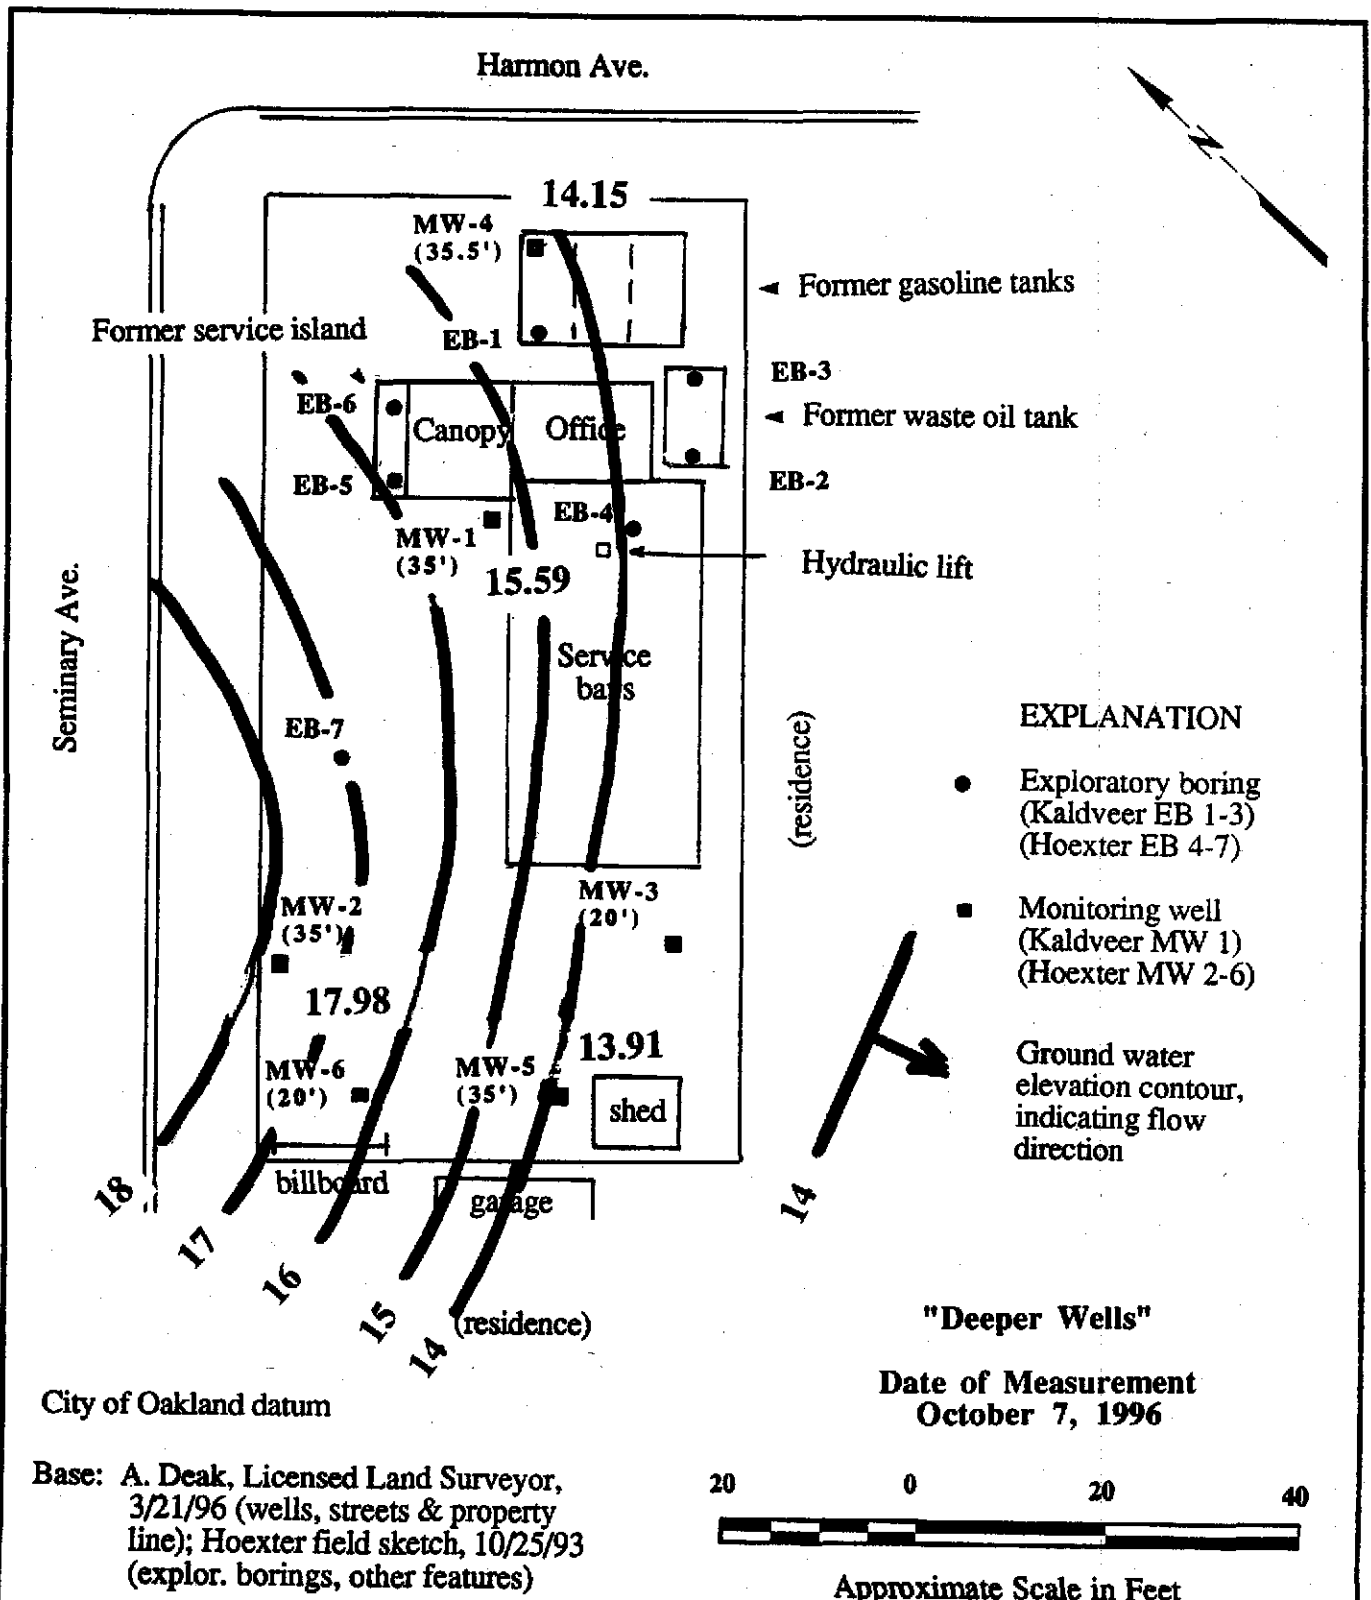 Harmon Ave.
N
14.15
MW-4
(35.5')
Former gasoline tanks
Former service island
EB-1
EB-3
EB-6
Former waste oil tank
Canopy
Office
EB-5
EB-2
EB-4
MW-1
(35')
15.59
Hydraulic lift
Seminary Ave.
Service
bays
EB-7
(residence)
EXPLANATION
Exploratory boring
(Kaldveer EB 1-3)
(Hoexter EB 4-7)
MW-2
(35')
MW-3
(20')
Monitoring well
(Kaldveer MW 1)
(Hoexter MW 2-6)
17.98
13.91
MW-6
(20')
MW-5
(35')
shed
Ground water
elevation contour,
indicating flow
direction
billboard
garage
18
17
16
15
14
14
(residence)
"Deeper Wells"
Date of Measurement
October 7, 1996
City of Oakland datum
Base: A. Deak, Licensed Land Surveyor,
3/21/96 (wells, streets & property
line); Hoexter field sketch, 10/25/93
(explor. borings, other features)
20 0 20 40
Approximate Scale in Feet